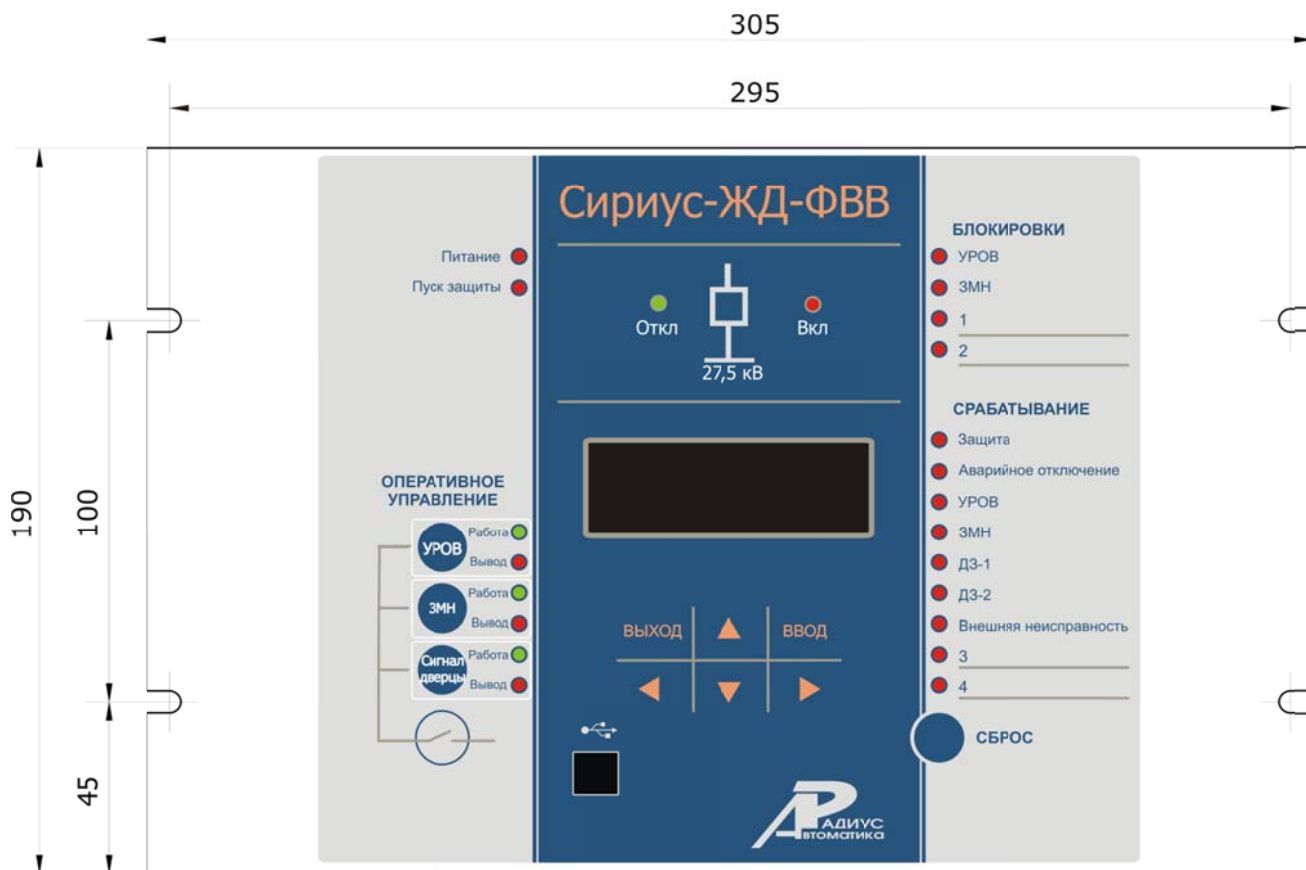 305
295
Сириус-ЖД-ФВВ
Питание
Пуск защиты
Откл
Вкл
27,5 кВ
БЛОКИРОВКИ
УРОВ
ЗМН
1
2
190
100
45
ОПЕРАТИВНОЕ
УПРАВЛЕНИЕ
УРОВ
Работа
Вывод
ЗМН
Работа
Вывод
Сигнал
дверцы
Работа
Вывод
ВЫХОД
ВВОД
СРАБАТЫВАНИЕ
Защита
Аварийное отключение
УРОВ
ЗМН
ДЗ-1
ДЗ-2
Внешняя неисправность
3
4
СБРОС
РАДИУС
Автоматика